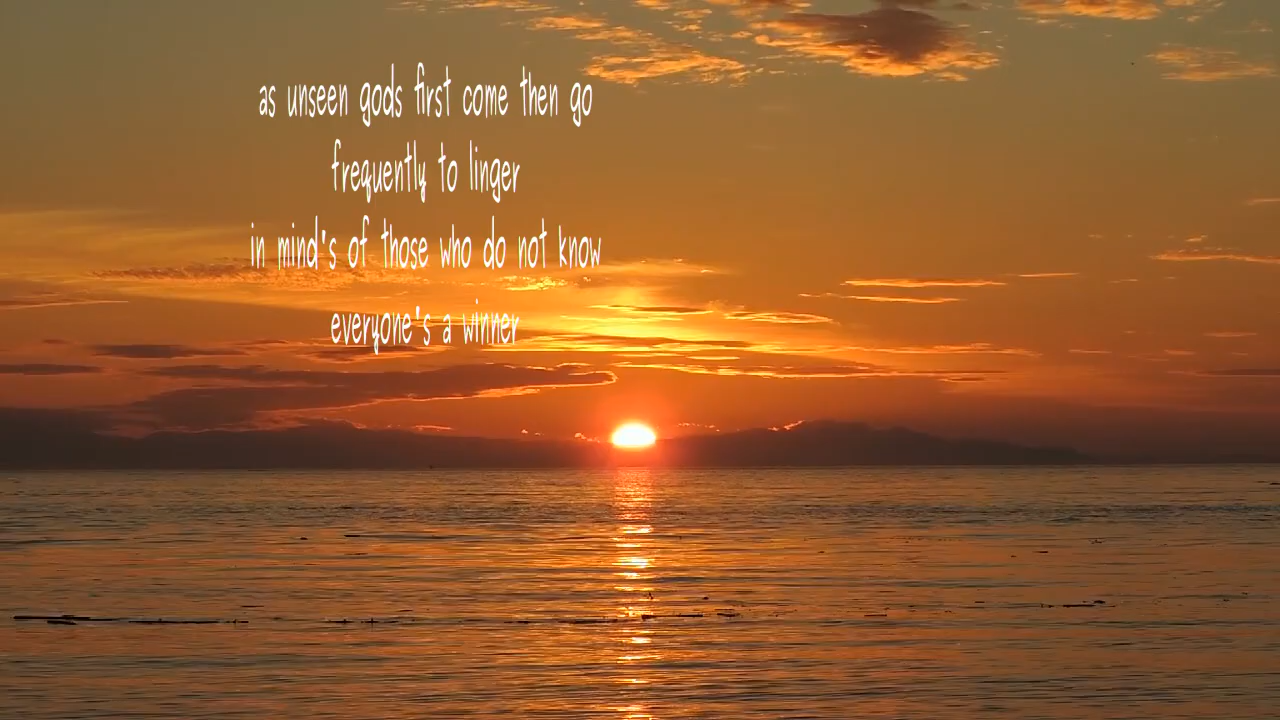 as unseen gods first come then go
frequently to linger
in mind's of those who do not know
everyone's a winner